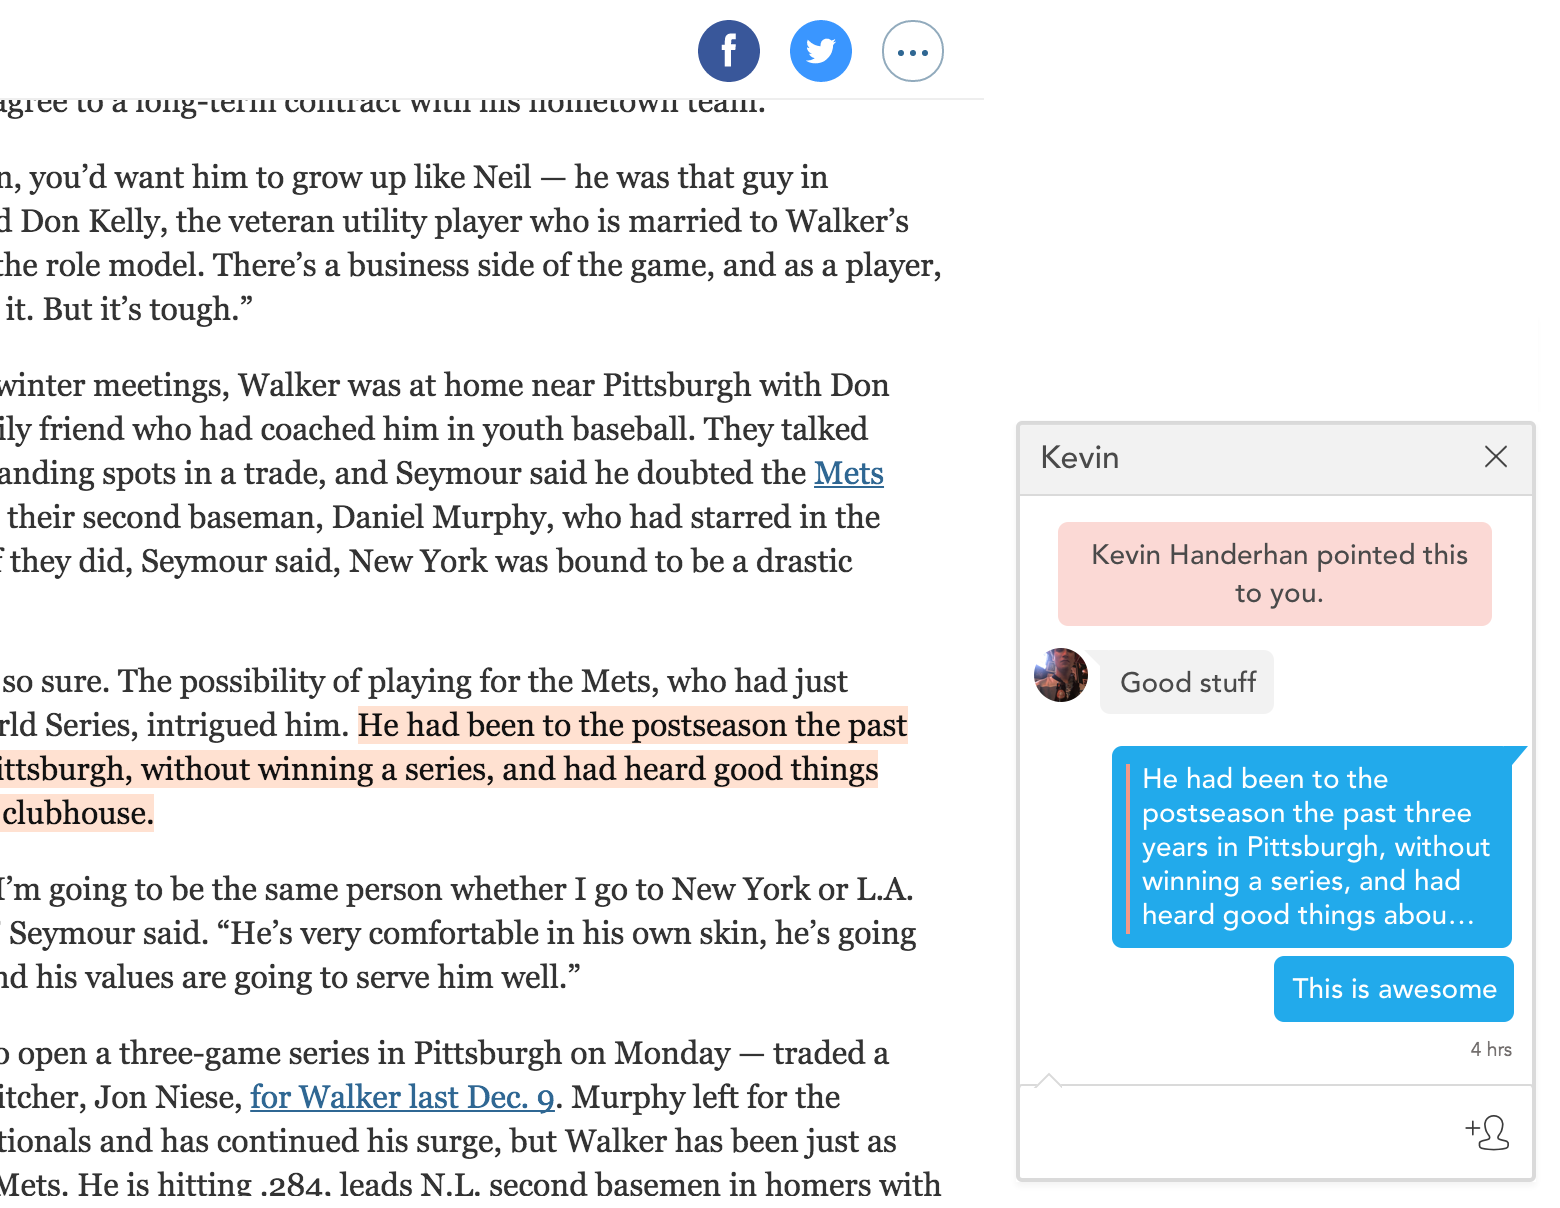 f
agree to a long-term contract with his hometown team.
n, you’d want him to grow up like Neil — he was that guy in
d Don Kelly, the veteran utility player who is married to Walker’s
the role model. There’s a business side of the game, and as a player,
it. But it’s tough.”
winter meetings, Walker was at home near Pittsburgh with Don
ily friend who had coached him in youth baseball. They talked
anding spots in a trade, and Seymour said he doubted the Mets
their second baseman, Daniel Murphy, who had starred in the
f they did, Seymour said, New York was bound to be a drastic
so sure. The possibility of playing for the Mets, who had just
rld Series, intrigued him. He had been to the postseason the past
ittsburgh, without winning a series, and had heard good things
clubhouse.
I’m going to be the same person whether I go to New York or L.A.
’ Seymour said. “He’s very comfortable in his own skin, he’s going
nd his values are going to serve him well.”
o open a three-game series in Pittsburgh on Monday — traded a
itcher, Jon Niese, for Walker last Dec. 9. Murphy left for the
tionals and has continued his surge, but Walker has been just as
Mets. He is hitting .284, leads N.L. second basemen in homers with
Kevin
Kevin Handerhan pointed this
to you.
Good stuff
He had been to the
postseason the past three
years in Pittsburgh, without
winning a series, and had
heard good things abou...
This is awesome
4 hrs